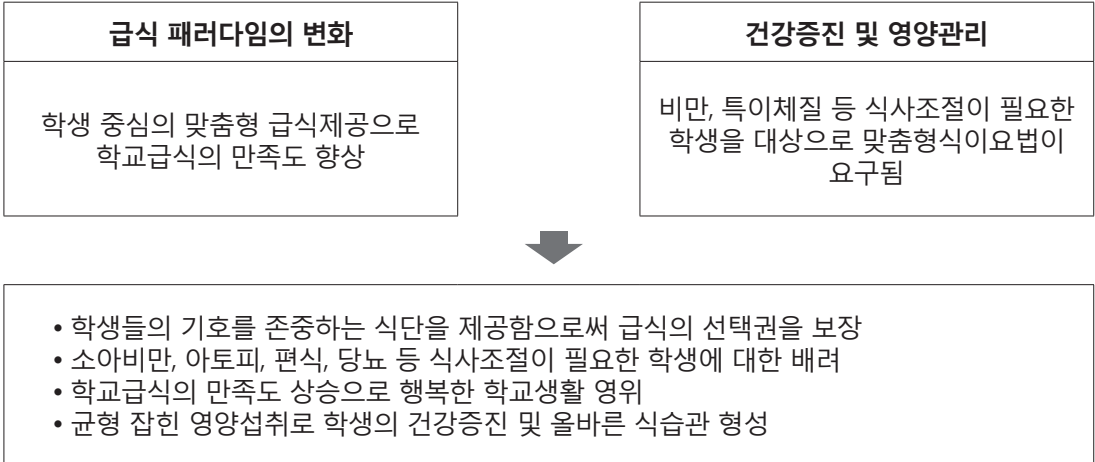 급식 패러다임의 변화
학생 중심의 맞춤형 급식제공으로
학교급식의 만족도 향상
건강증진 및 영양관리
비만, 특이체질 등 식사조절이 필요한
학생을 대상으로 맞춤형식이요법이
요구됨
• 학생들의 기호를 존중하는 식단을 제공함으로써 급식의 선택권을 보장
• 소아비만, 아토피, 편식, 당뇨 등 식사조절이 필요한 학생에 대한 배려
• 학교급식의 만족도 상승으로 행복한 학교생활 영위
• 균형 잡힌 영양섭취로 학생의 건강증진 및 올바른 식습관 형성